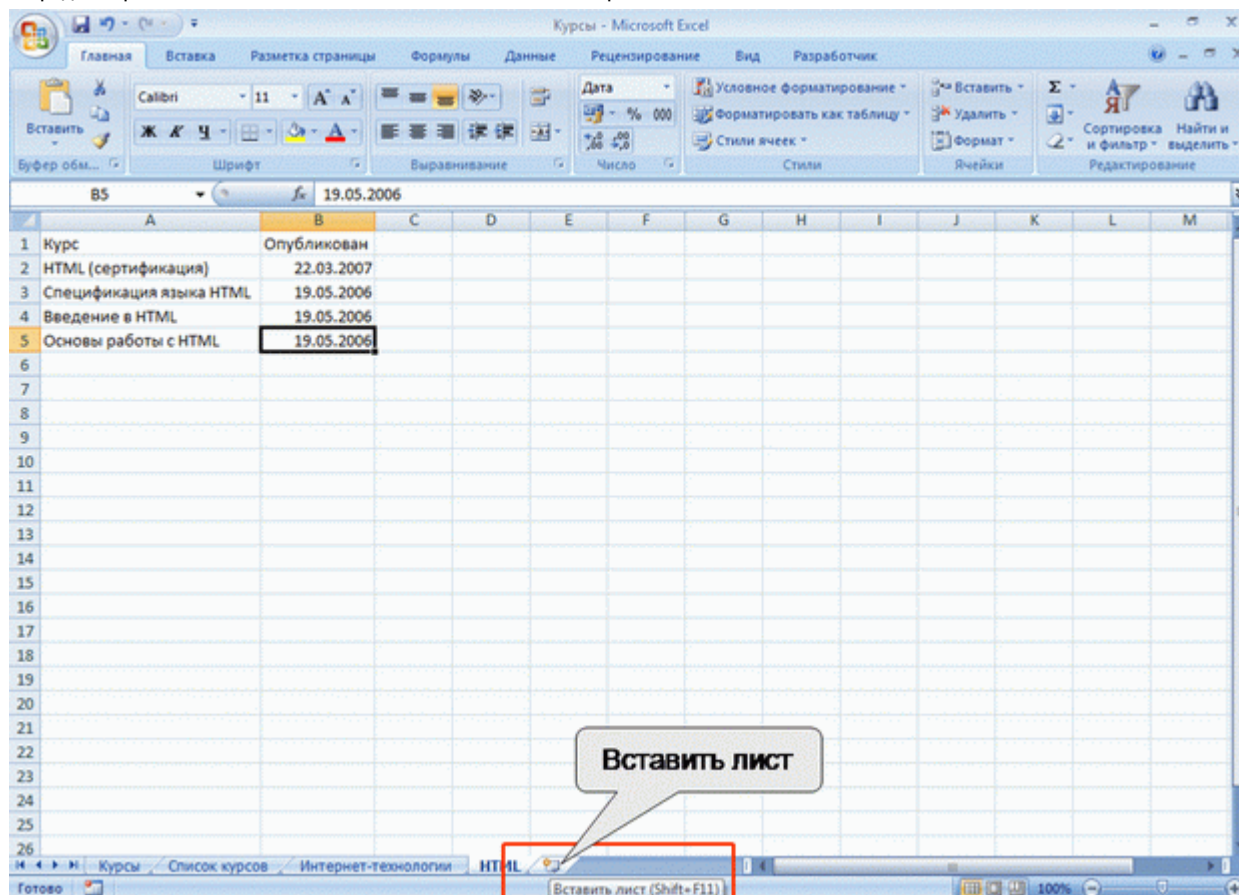 Курсы - Microsoft Excel
Главная Вставка Разметка страницы Формулы Данные Рецензирование Вид Разработчик
Вставить
Calibri 11 A A
Ж К Ч A
Дата
% 000
,00 ,0
Условное форматирование
Форматировать как таблицу
Стили ячеек
Вставить
Удалить
Формат
Σ
Сортировка и фильтр
Найти и выделить
Буфер обм... Шрифт Выравнивание Число Стили Ячейки Редактирование
B5 fx 19.05.2006
A B C D E F G H I J K L M
1 Курс Опубликован
2 HTML (сертификация) 22.03.2007
3 Спецификация языка HTML 19.05.2006
4 Введение в HTML 19.05.2006
5 Основы работы с HTML 19.05.2006
6
7
8
9
10
11
12
13
14
15
16
17
18
19
20
21
22
23
24
25
26
Вставить лист
Курсы Список курсов Интернет-технологии HTML
Готово Вставить лист (Shift+F11) 100%